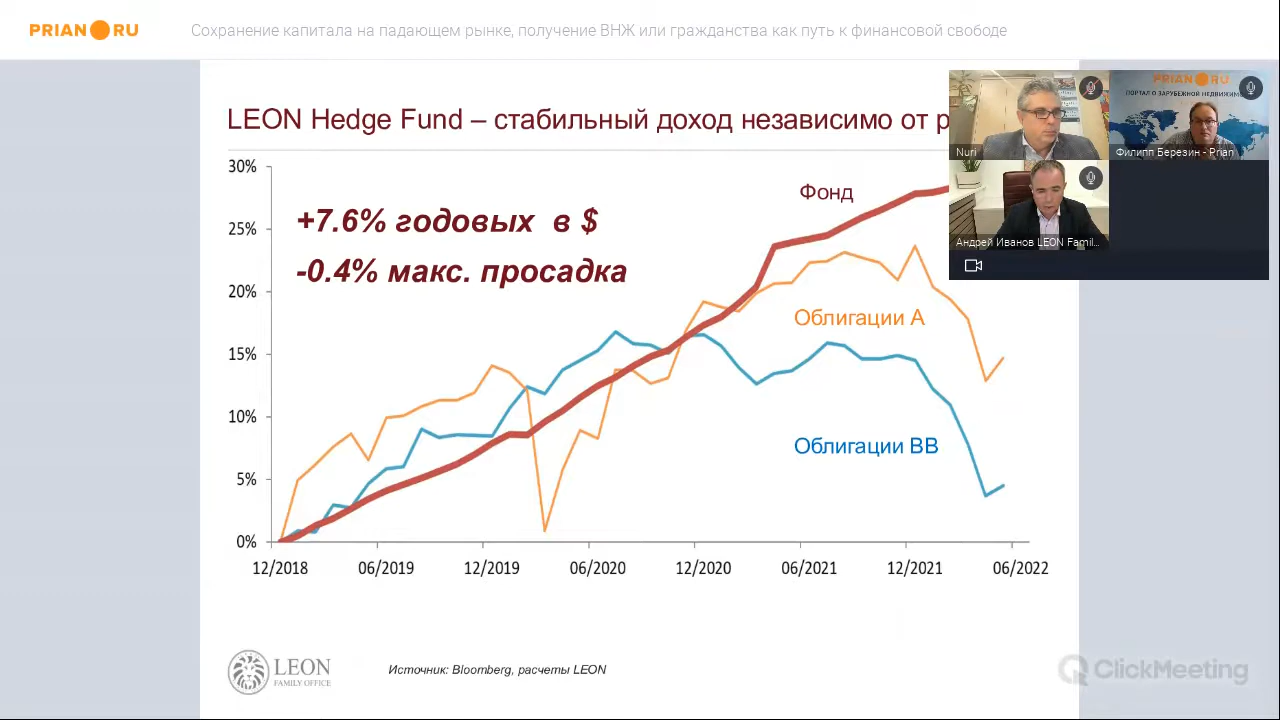 PRIAN RU
Сохранение капитала на падающем рынке, получение ВНЖ или гражданства как путь к финансовой свободе
LEON Hedge Fund – стабильный доход независимо от р
30%
25%
20%
15%
10%
5%
0%
+7.6% годовых в $
-0.4% макс. просадка
Фонд
Облигации А
Облигации ВВ
12/2018 06/2019 12/2019 06/2020 12/2020 06/2021 12/2021 06/2022
PRIAN RU
ПОРТАЛ О ЗАРУБЕЖНОЙ НЕДВИЖИМ
Nuri
Филипп Березин - Prian
Андрей Иванов LEON Famil...
LEON
FAMILY OFFICE
Источник: Bloomberg, расчеты LEON
ClickMeeting